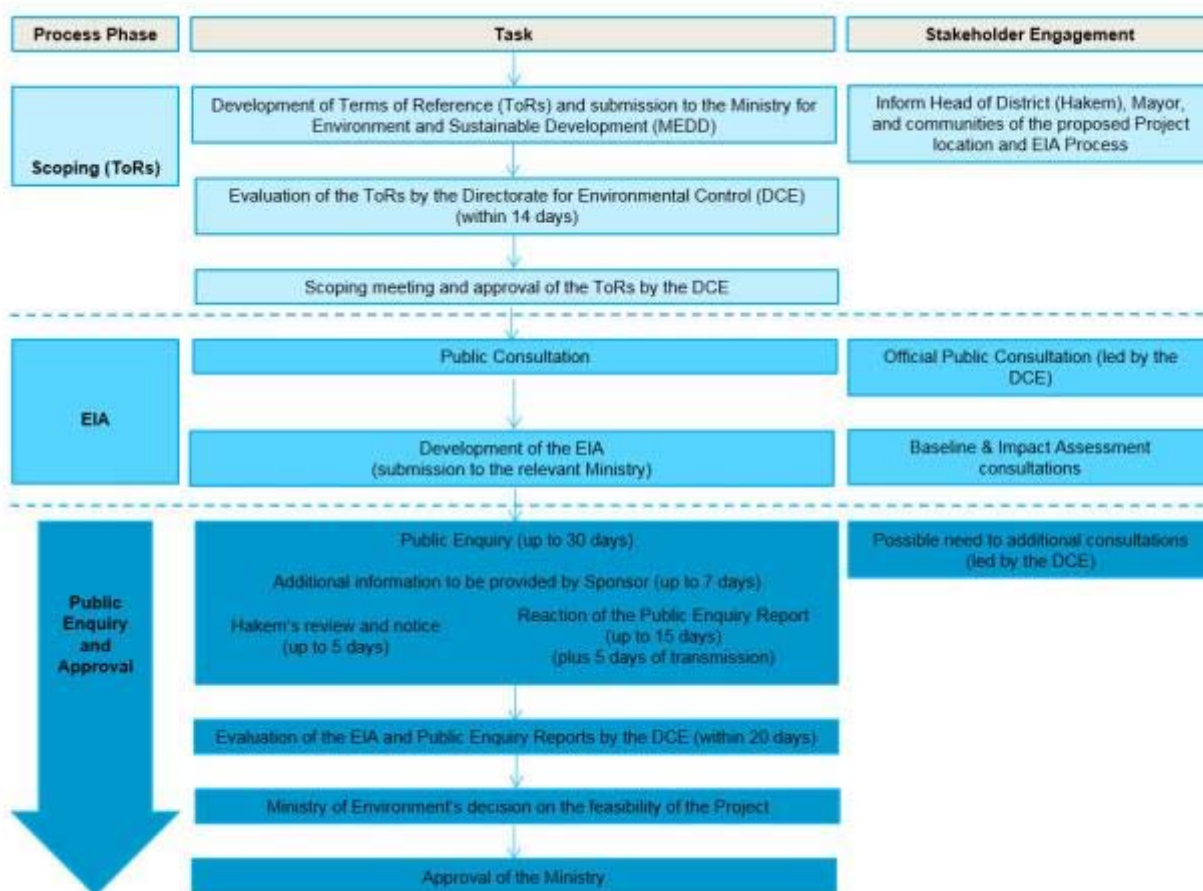 Process Phase
Task
Stakeholder Engagement
Scoping (ToRs)
Development of Terms of Reference (ToRs) and submission to the Ministry for
Environment and Sustainable Development (MEDD)
Inform Head of District (Hakem), Mayor,
and communities of the proposed Project
location and EIA Process
Evaluation of the ToRs by the Directorate for Environmental Control (DCE)
(within 14 days)
Scoping meeting and approval of the ToRs by the DCE
EIA
Public Consultation
Official Public Consultation (led by the
DCE)
Development of the EIA
(submission to the relevant Ministry)
Baseline & Impact Assessment
consultations
Public
Enquiry
and
Approval
Public Enquiry (up to 30 days)
Additional information to be provided by Sponsor (up to 7 days)
Hakem's review and notice
(up to 5 days)
Reaction of the Public Enquiry Report
(up to 15 days)
(plus 5 days of transmission)
Possible need to additional consultations
(led by the DCE)
Evaluation of the EIA and Public Enquiry Reports by the DCE (within 20 days)
Ministry of Environment's decision on the feasibility of the Project
Approval of the Ministry